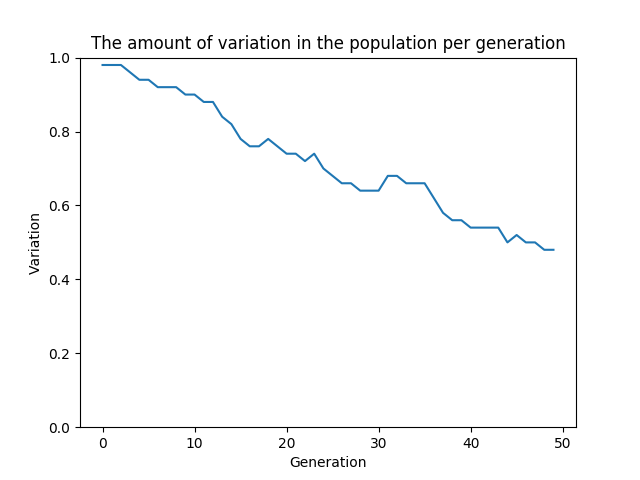 The amount of variation in the population per generation
1.0
0.8
0.6
0.4
0.2
0.0
Variation
0 10 20 30 40 50
Generation